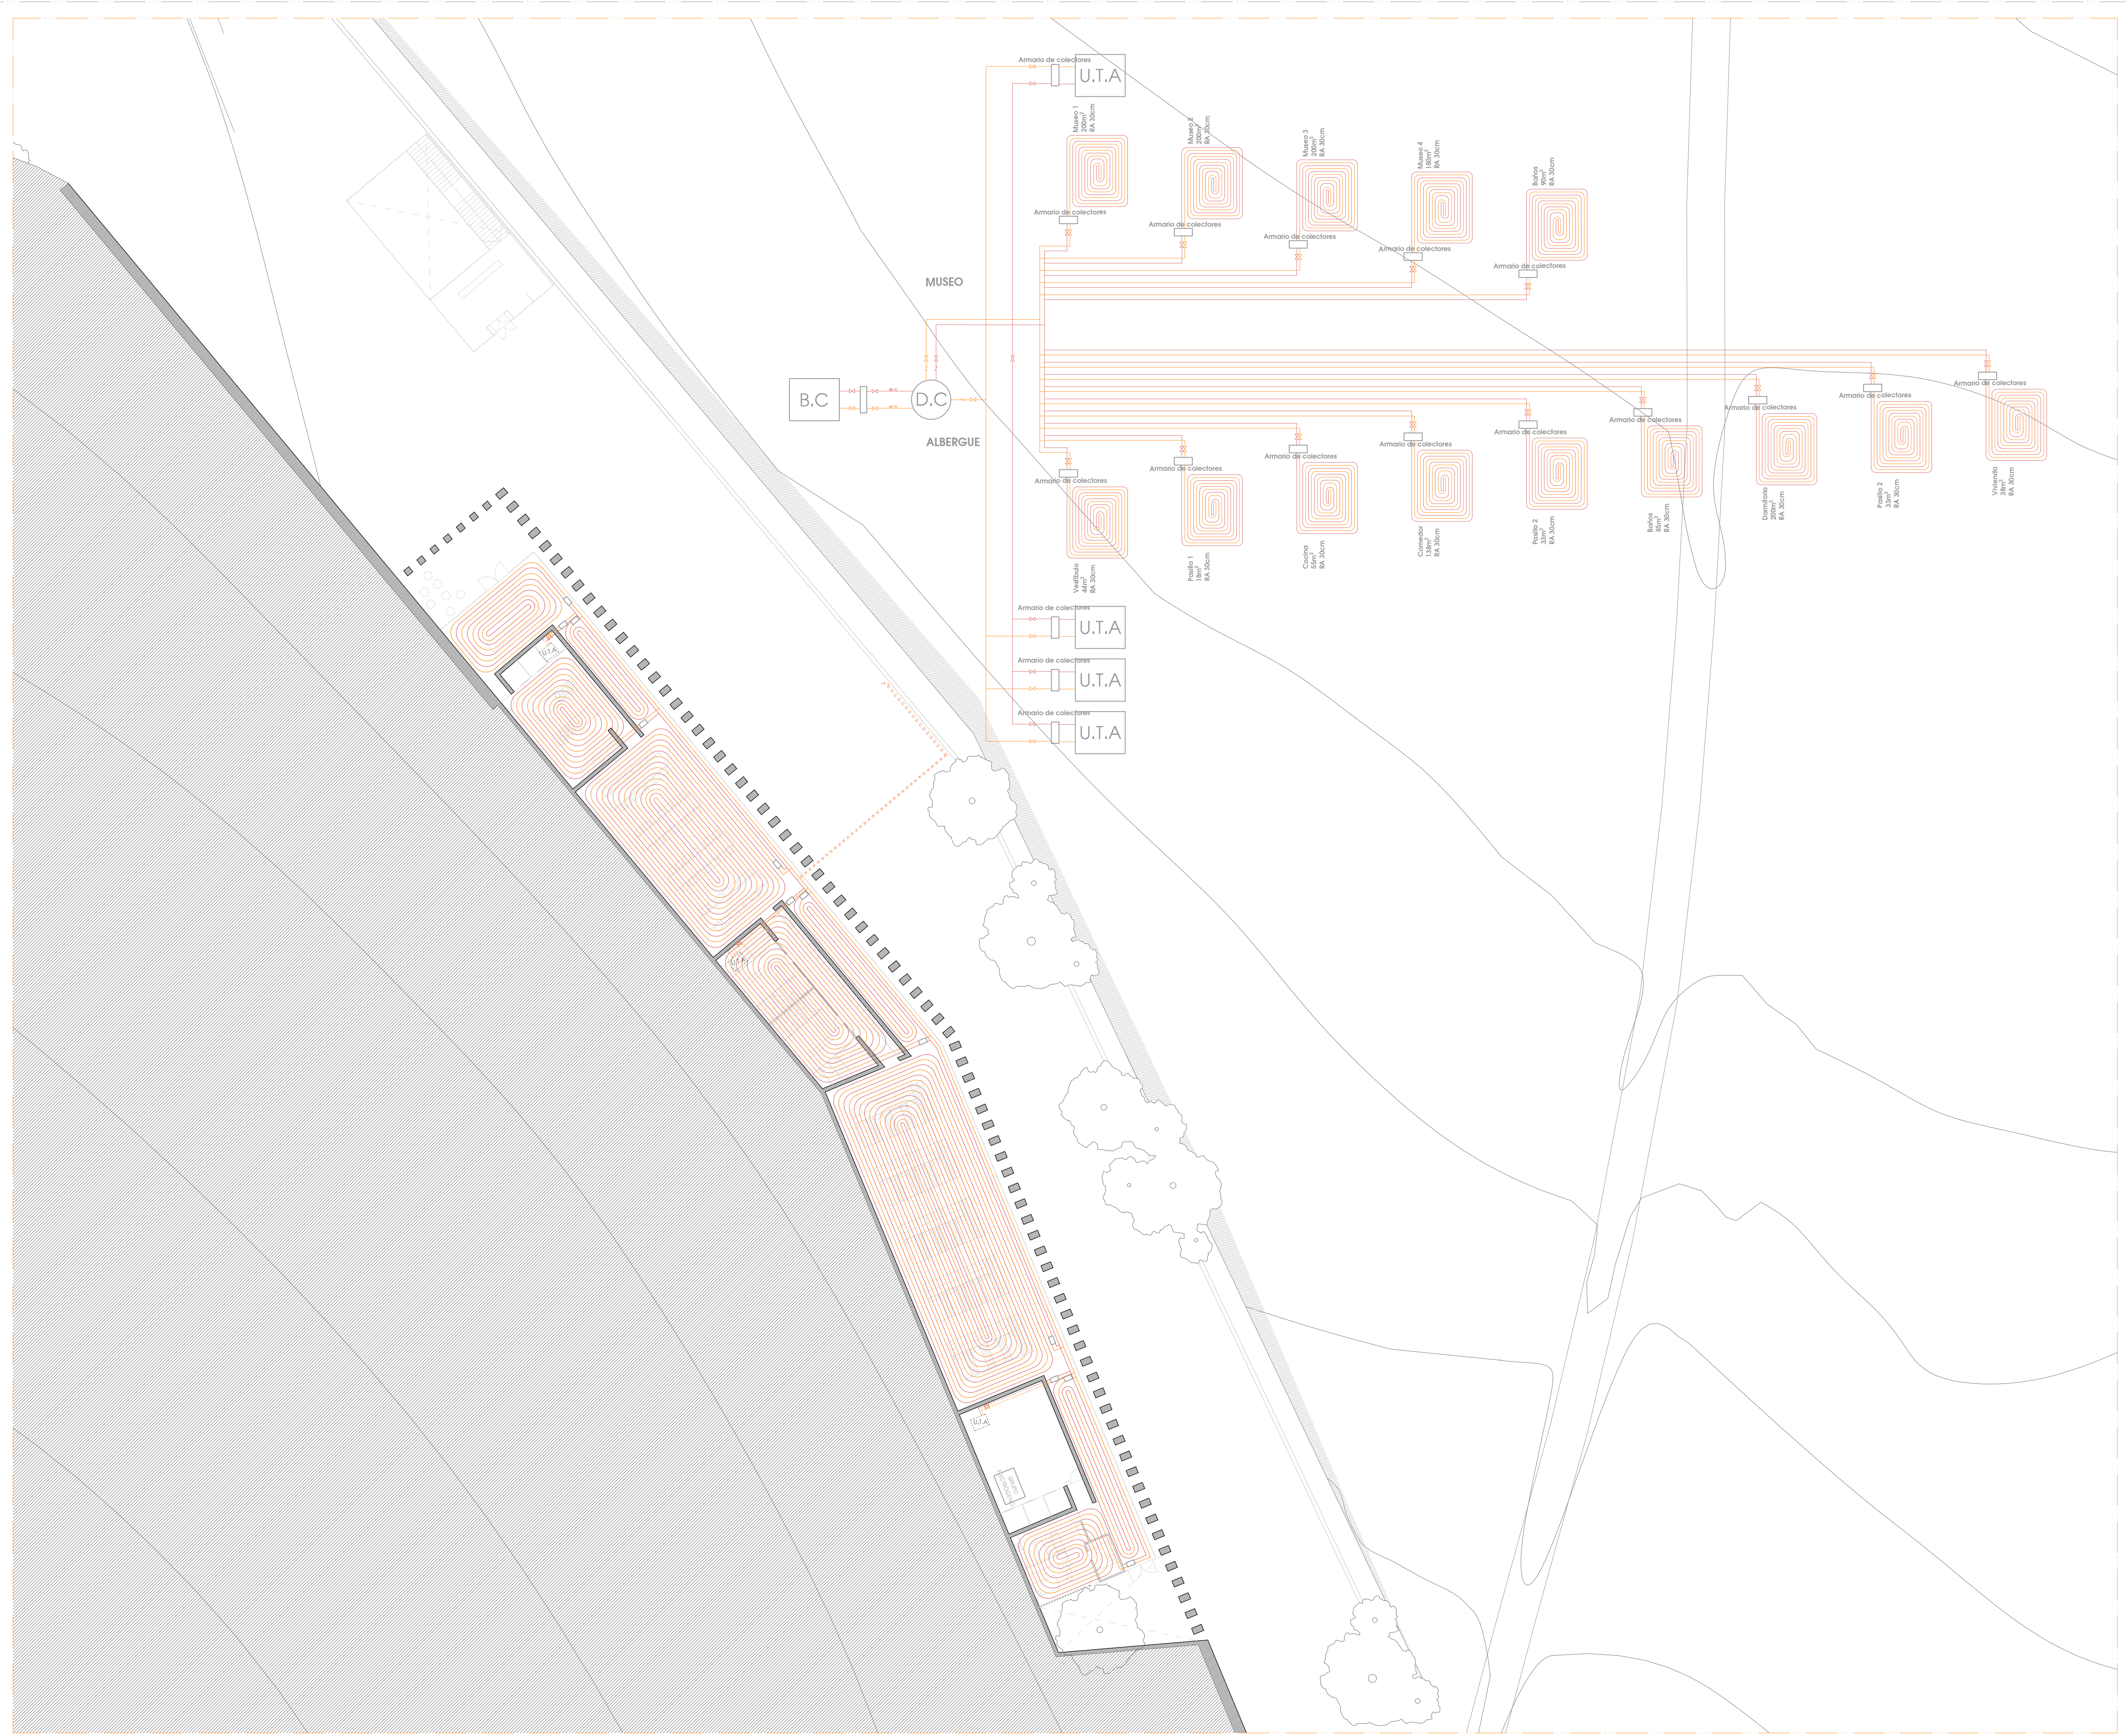 Armario de colectores
U.T.A
Museo 1
200m²
RA 30cm
Museo 2
200m²
RA 30cm
Museo 3
200m²
RA 30cm
Museo 4
180m²
RA 30cm
Baños
90m²
RA 30cm
Armario de colectores
Armario de colectores
Armario de colectores
Armario de colectores
Armario de colectores
MUSEO
B.C
D.C
ALBERGUE
Armario de colectores
Armario de colectores
Armario de colectores
Armario de colectores
Armario de colectores
Armario de colectores
Armario de colectores
Armario de colectores
Armario de colectores
Vestíbulo
44m²
RA 30cm
Pasillo 1
18m²
RA 30cm
Cocina
55m²
RA 30cm
Comedor
138m²
RA 30cm
Pasillo 2
33m²
RA 30cm
Baños
85m²
RA 30cm
Dormitorio
200m²
RA 30cm
Pasillo 2
33m²
RA 30cm
Vivienda
38m²
RA 30cm
Armario de colectores
U.T.A
Armario de colectores
U.T.A
Armario de colectores
U.T.A
U.T.A
U.T.A
U.T.A
GRUPO